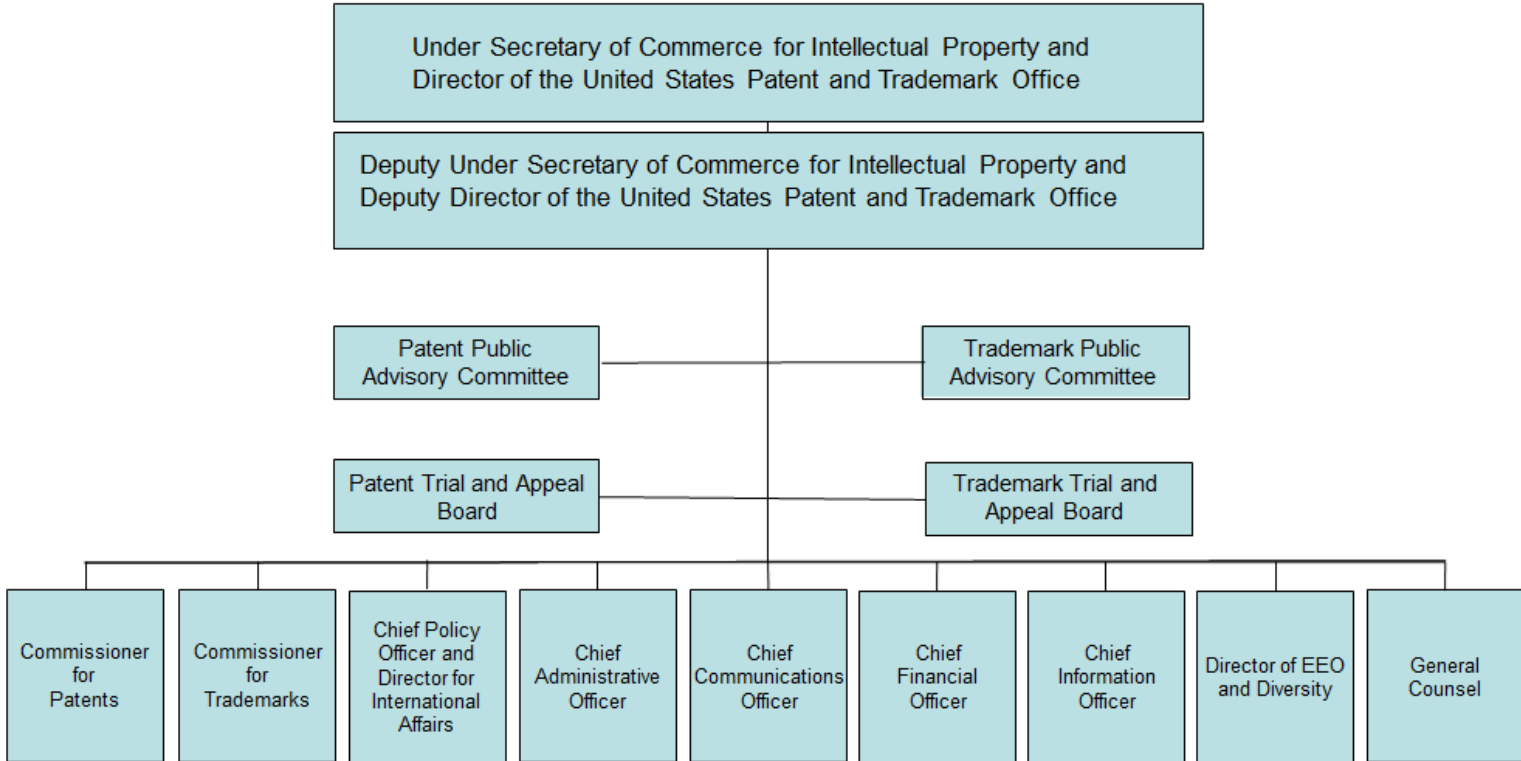 Under Secretary of Commerce for Intellectual Property and
Director of the United States Patent and Trademark Office
Deputy Under Secretary of Commerce for Intellectual Property and
Deputy Director of the United States Patent and Trademark Office
Patent Public
Advisory Committee
Trademark Public
Advisory Committee
Patent Trial and Appeal
Board
Trademark Trial and
Appeal Board
Commissioner
for
Patents
Commissioner
for
Trademarks
Chief Policy
Officer and
Director for
International
Affairs
Chief
Administrative
Officer
Chief
Communications
Officer
Chief
Financial
Officer
Chief
Information
Officer
Director of EEO
and Diversity
General
Counsel